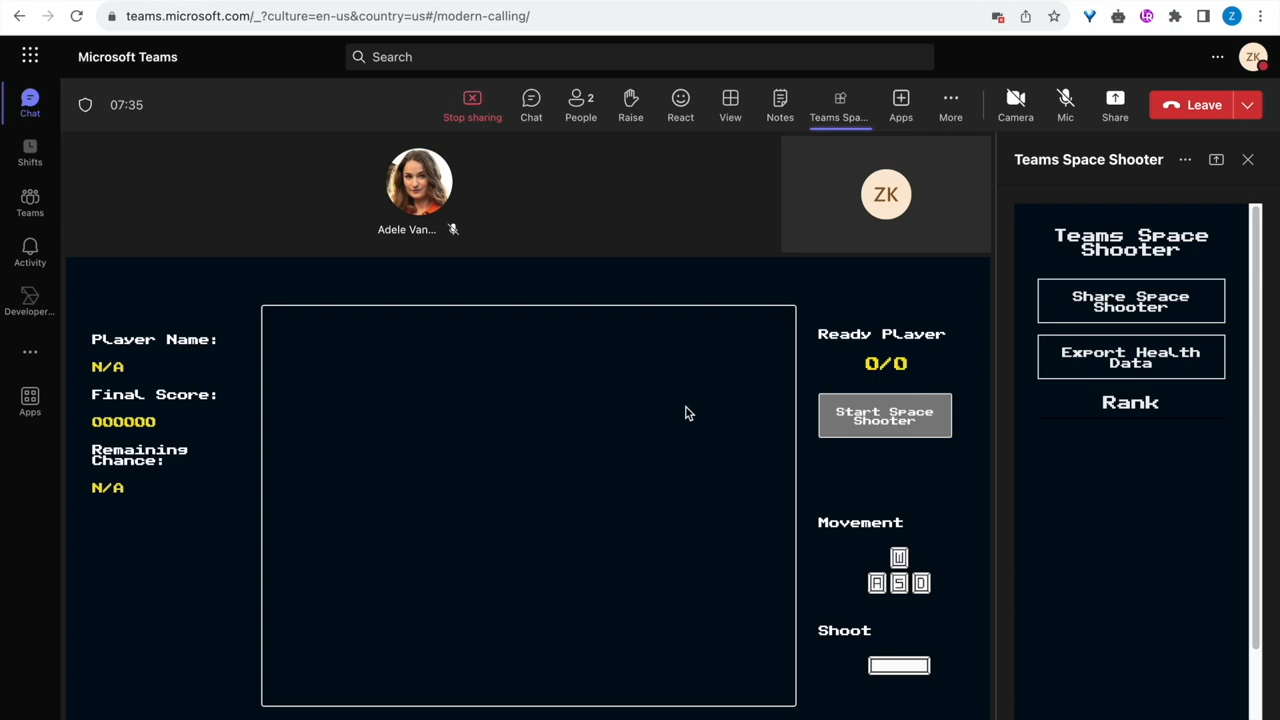 teams.microsoft.com/_?culture=en-us&country=us#/modern-calling/
Z
Microsoft Teams
Search
ZK
07:35
Stop sharing
Chat
2
People
Raise
React
View
Notes
Teams Spa...
Apps
More
Camera
Mic
Share
Leave
Chat
Shifts
Teams
Activity
Developer...
Apps
Adele Van...
ZK
Player Name:
N/A
Final Score:
000000
Remaining
Chance:
N/A
Ready Player
0/0
Start Space
Shooter
Movement
W
A S D
Shoot
Teams Space Shooter
Teams Space
Shooter
Share Space
Shooter
Export Health
Data
Rank